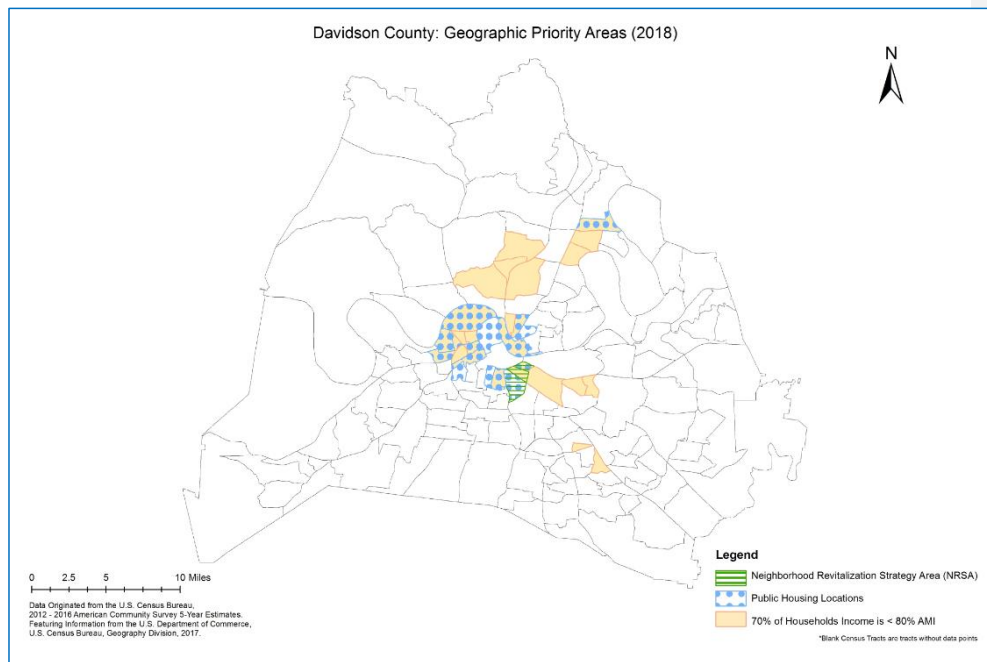 Davidson County: Geographic Priority Areas (2018)
N
0 2.5 5 10 Miles
Data Originated from the U.S. Census Bureau,
2012 - 2016 American Community Survey 5-Year Estimates.
Featuring Information from the U.S. Department of Commerce,
U.S. Census Bureau, Geography Division, 2017.
Legend
Neighborhood Revitalization Strategy Area (NRSA)
Public Housing Locations
70% of Households Income is < 80% AMI
*Blank Census Tracts are tracts without data points